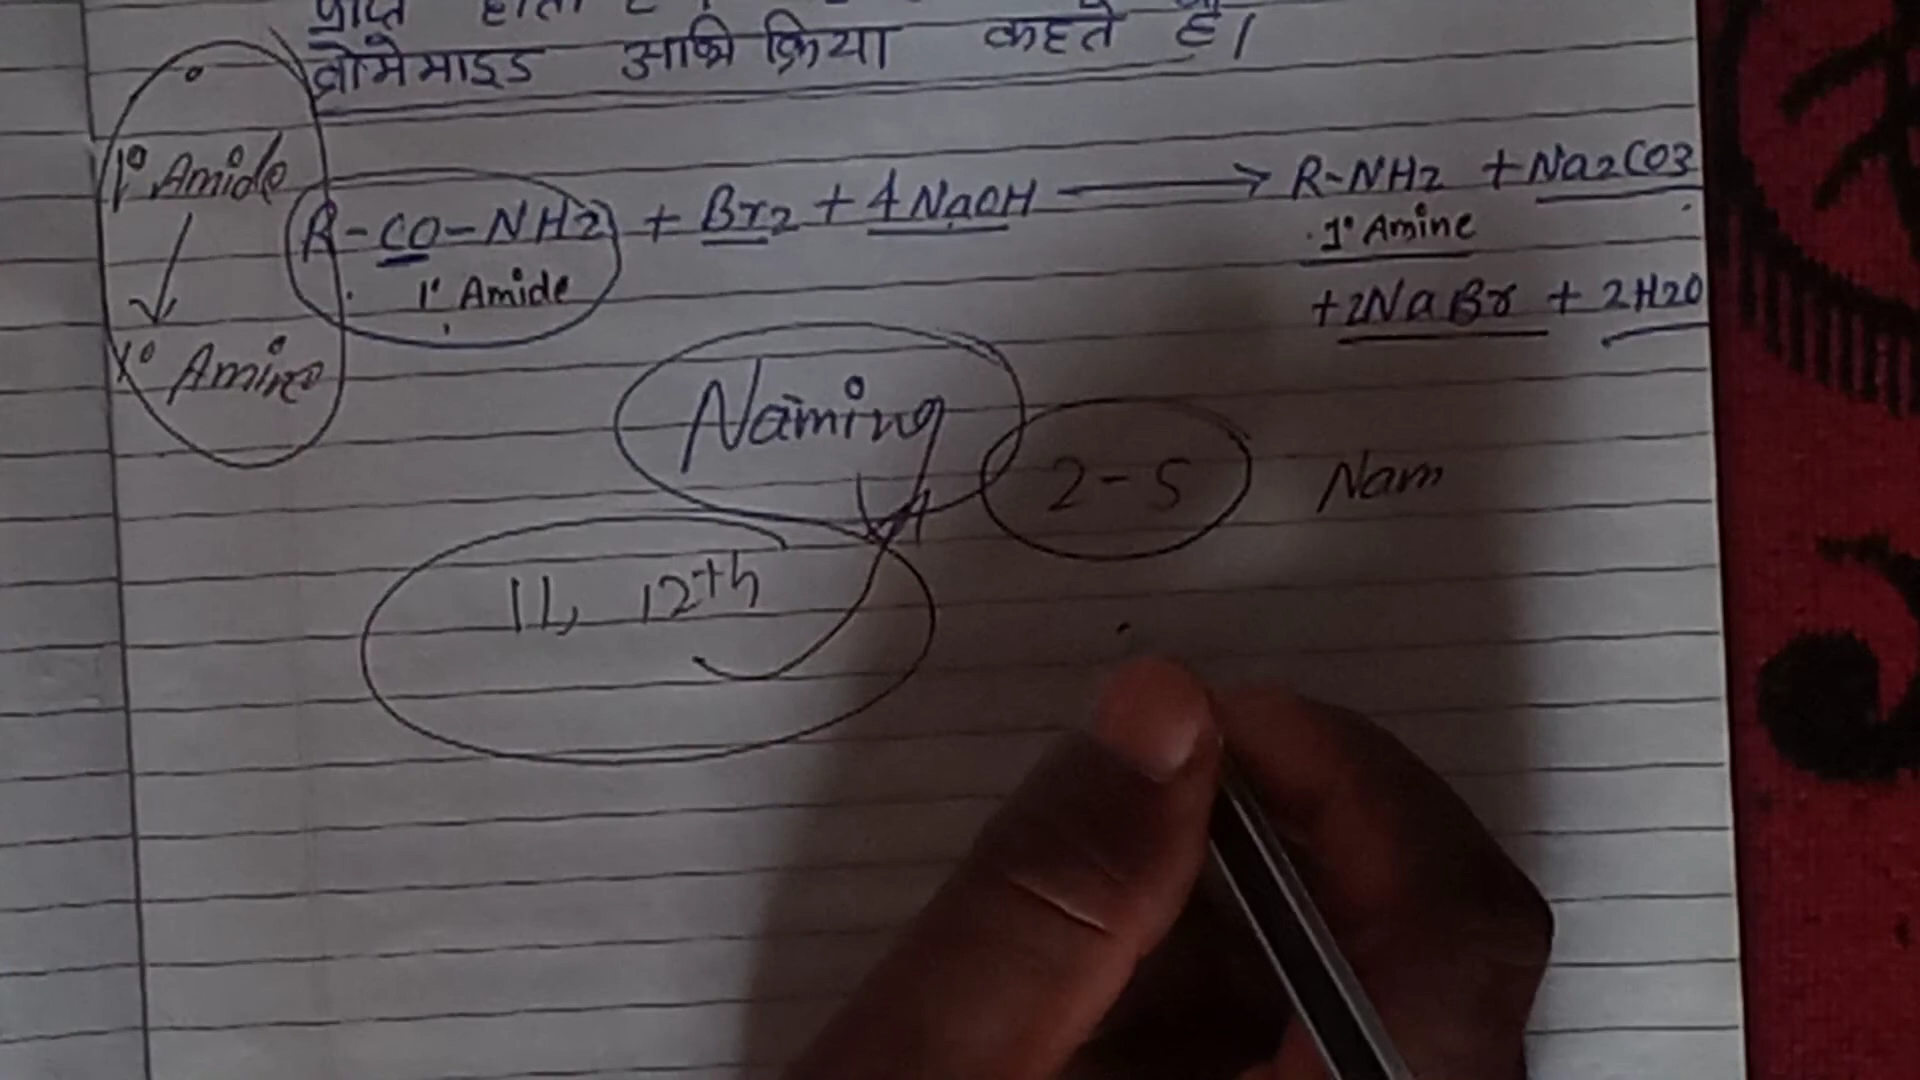 प्राप्त होता है
ब्रोमेमाइड अभिक्रिया कहते हैं।
1° Amide
R-CO-NH2 + Br2 + 4NaOH → R-NH2 + Na2CO3
1° Amide
1° Amine
+2NaBr + 2H2O
1° Amine
Naming
2-5 Nam
11, 12th